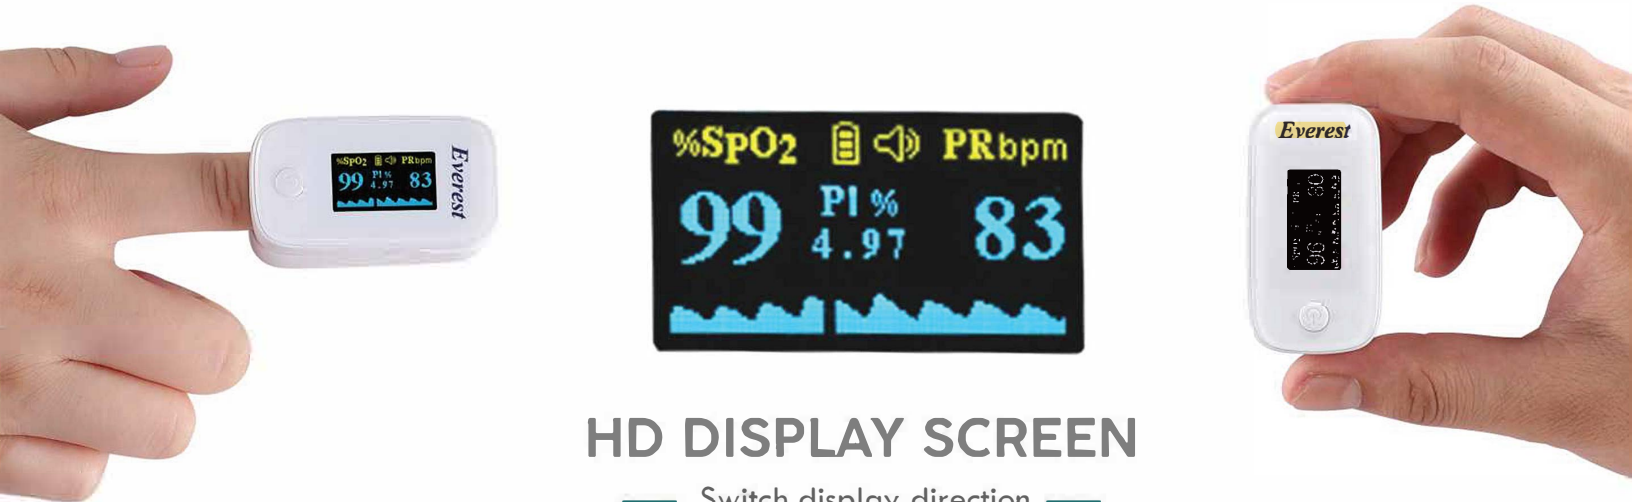 %SpO2 PRbpm
99 PI% 83
4.97
Everest
%SpO2 PRbpm
99 PI % 83
4.97
Everest
HD DISPLAY SCREEN
Switch display direction